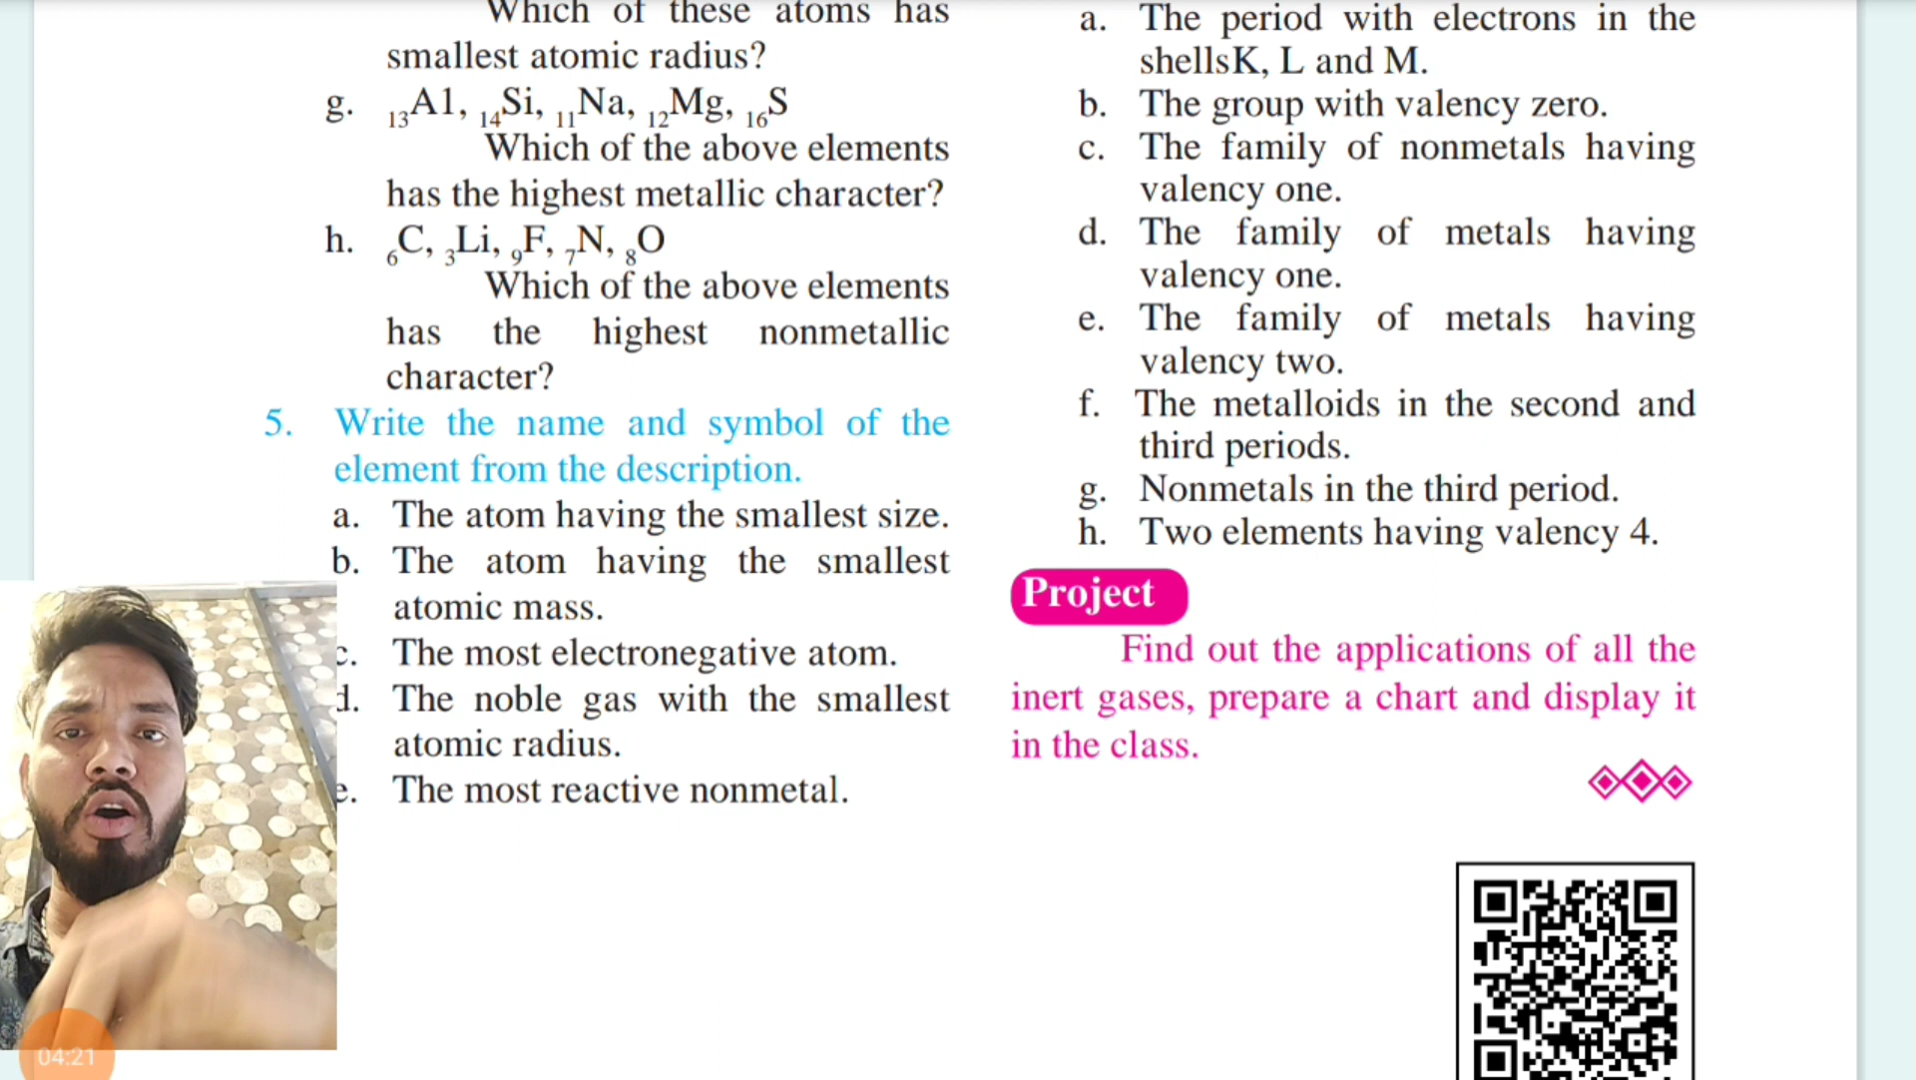 Which of these atoms has
smallest atomic radius?
g. ₁₃Al, ₁₄Si, ₁₁Na, ₁₂Mg, ₁₆S
Which of the above elements
has the highest metallic character?
h. ₆C, ₃Li, ₉F, ₇N, ₈O
Which of the above elements
has the highest nonmetallic
character?
5. Write the name and symbol of the
element from the description.
a. The atom having the smallest size.
b. The atom having the smallest
atomic mass.
c. The most electronegative atom.
d. The noble gas with the smallest
atomic radius.
e. The most reactive nonmetal.
a. The period with electrons in the
shellsK, L and M.
b. The group with valency zero.
c. The family of nonmetals having
valency one.
d. The family of metals having
valency one.
e. The family of metals having
valency two.
f. The metalloids in the second and
third periods.
g. Nonmetals in the third period.
h. Two elements having valency 4.
Project
Find out the applications of all the
inert gases, prepare a chart and display it
in the class.
04:21